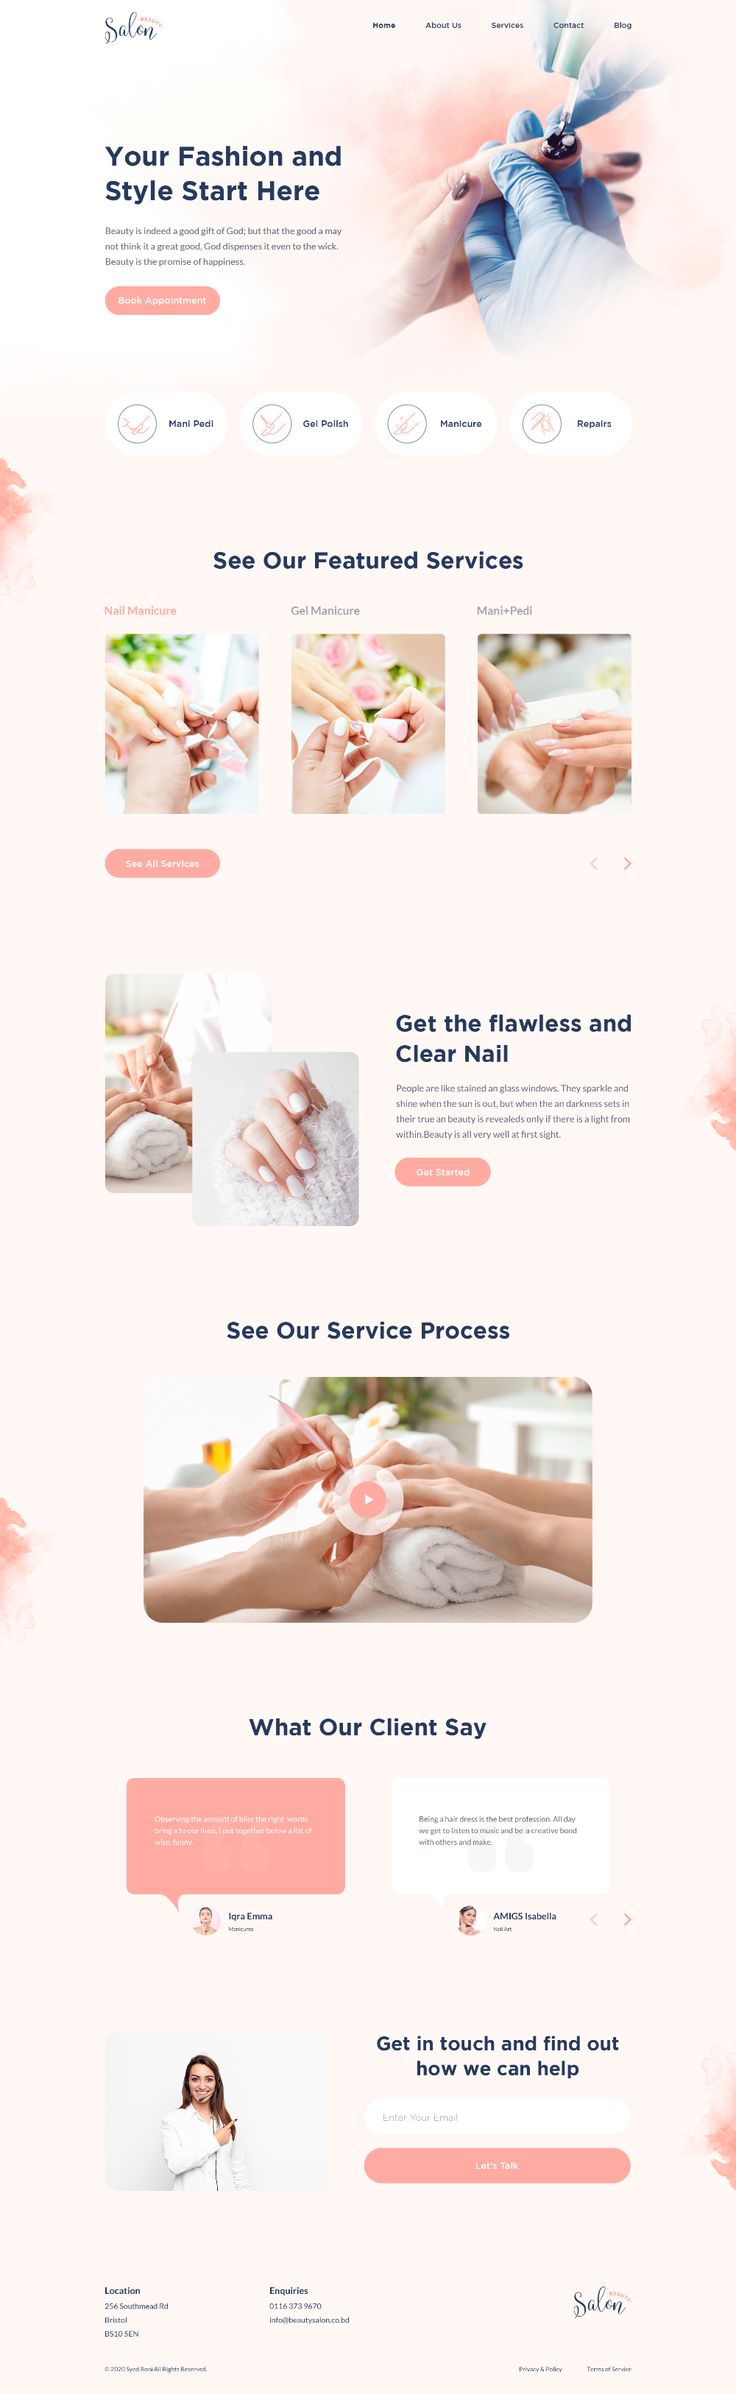 Salon BEAUTY
Home About Us Services Contact Blog
Your Fashion and
Style Start Here
Beauty is indeed a good gift of God; but that the good a may
not think it a great good, God dispenses it even to the wick.
Beauty is the promise of happiness.
Book Appointment
Mani Pedi Gel Polish Manicure Repairs
See Our Featured Services
Nail Manicure Gel Manicure Mani+Pedi
See All Services
Get the flawless and
Clear Nail
People are like stained an glass windows. They sparkle and
shine when the sun is out, but when the an darkness sets in
their true an beauty is revealeds only if there is a light from
within.Beauty is all very well at first sight.
Get Started
See Our Service Process
What Our Client Say
Observing the amount of bliss the right words
bring a to our lives, I put together below a list of
wise, funny.
Iqra Emma
Manicures
Being a hair dress is the best profession. All day
we get to listen to music and be a creative bond
with others and make.
AMIGS Isabella
Nail Art
Get in touch and find out
how we can help
Enter Your Email
Let's Talk
Location
256 Southmead Rd
Bristol
BS10 5EN
Enquiries
0116 373 9670
info@beautysalon.co.bd
Salon BEAUTY
© 2020 Syed Ronii All Rights Reserved.
Privacy & Policy Terms of Service